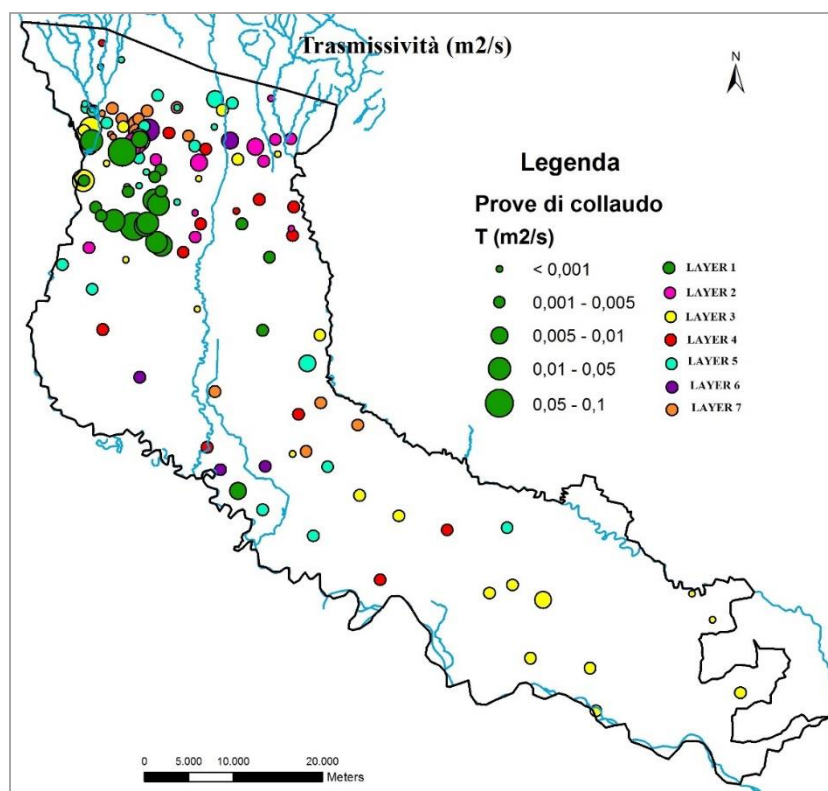 Trasmissività (m2/s)
N
Legenda
Prove di collaudo
T (m2/s)
< 0,001
0,001 - 0,005
0,005 - 0,01
0,01 - 0,05
0,05 - 0,1
LAYER 1
LAYER 2
LAYER 3
LAYER 4
LAYER 5
LAYER 6
LAYER 7
0 5.000 10.000 20.000
Meters